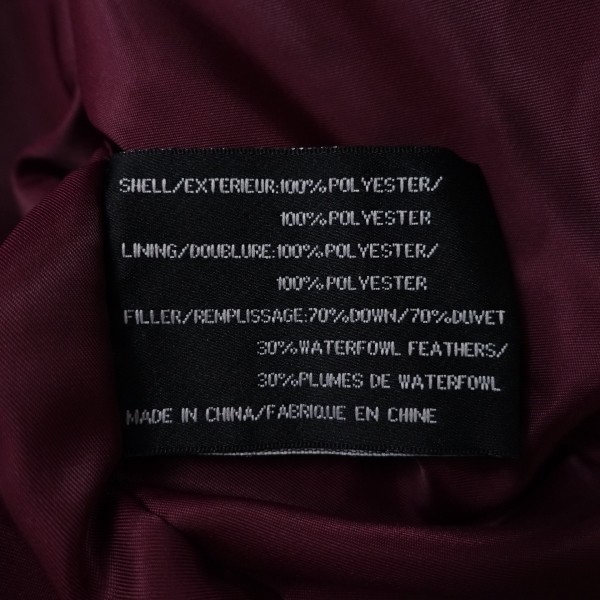 SHELL/EXTERIEUR:100%POLYESTER/
100%POLYESTER
LINING/DOUBLURE:100%POLYESTER/
100%POLYESTER
FILLER/REMPLISSAGE:70%DOWN/70%DUVET
30%WATERFOWL FEATHERS/
30%PLUMES DE WATERFOWL
MADE IN CHINA/FABRIQUE EN CHINE